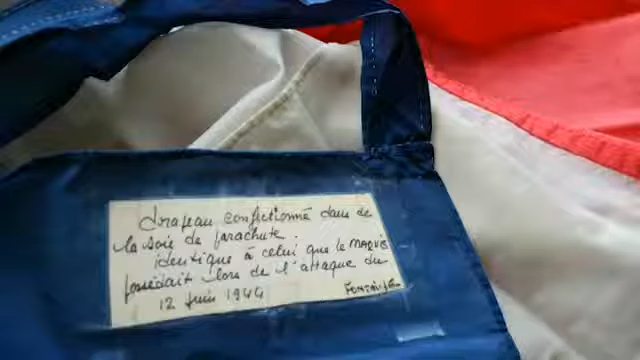 drapeau confectionné dans de
la soie de parachute.
identique à celui que le MAQUIS
possédait lors de l'attaque du
12 Juin 1944